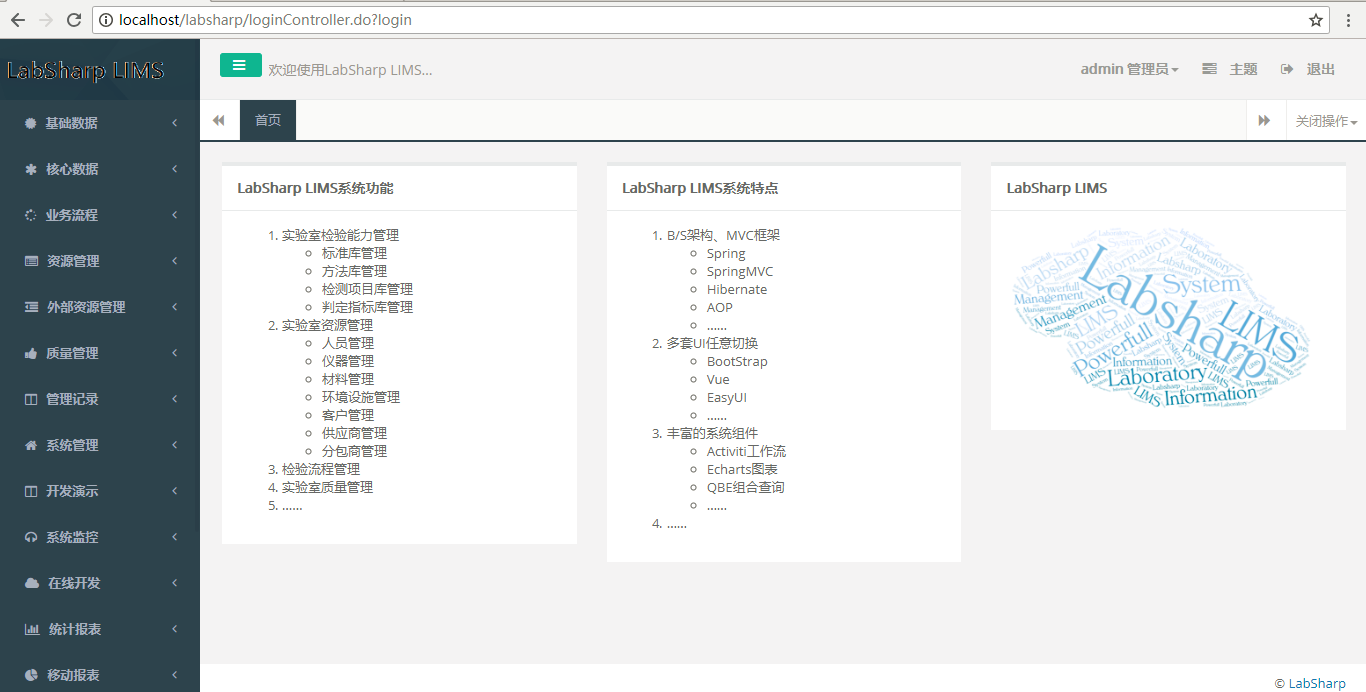 localhost/labsharp/loginController.do?login
LabSharp LIMS
欢迎使用LabSharp LIMS...
admin 管理员
主题
退出
首页
关闭操作
基础数据
核心数据
业务流程
资源管理
外部资源管理
质量管理
管理记录
系统管理
开发演示
系统监控
在线开发
统计报表
移动报表
LabSharp LIMS系统功能
1. 实验室检验能力管理
标准库管理
方法库管理
检测项目库管理
判定指标库管理
2. 实验室资源管理
人员管理
仪器管理
材料管理
环境设施管理
客户管理
供应商管理
分包商管理
3. 检验流程管理
4. 实验室质量管理
5. ......
LabSharp LIMS系统特点
1. B/S架构、MVC框架
Spring
SpringMVC
Hibernate
AOP
......
2. 多套UI任意切换
BootStrap
Vue
EasyUI
......
3. 丰富的系统组件
Activiti工作流
Echarts图表
QBE组合查询
......
4. ......
LabSharp LIMS
Labsharp
Information
Laboratory
System
Powerfull
Management
Management
Labsharp
LIMS
LIMS
Powerfull
Information
Laboratory
LIMS
Information
© LabSharp